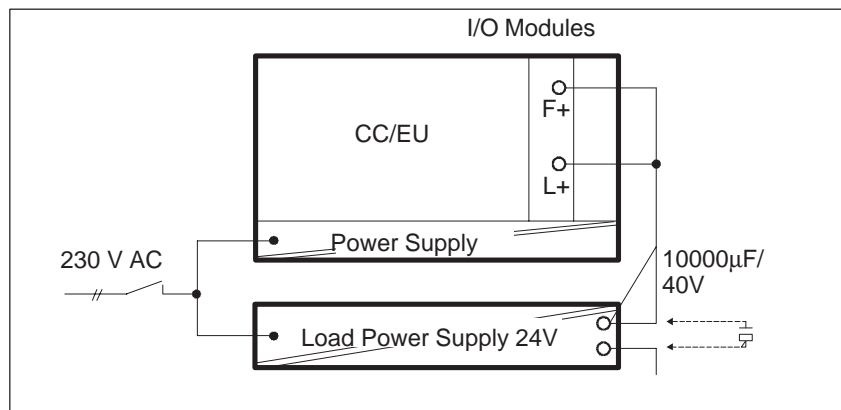 I/O Modules
F+
CC/EU
L+
Power Supply
230 V AC
10000μF/
40V
Load Power Supply 24V